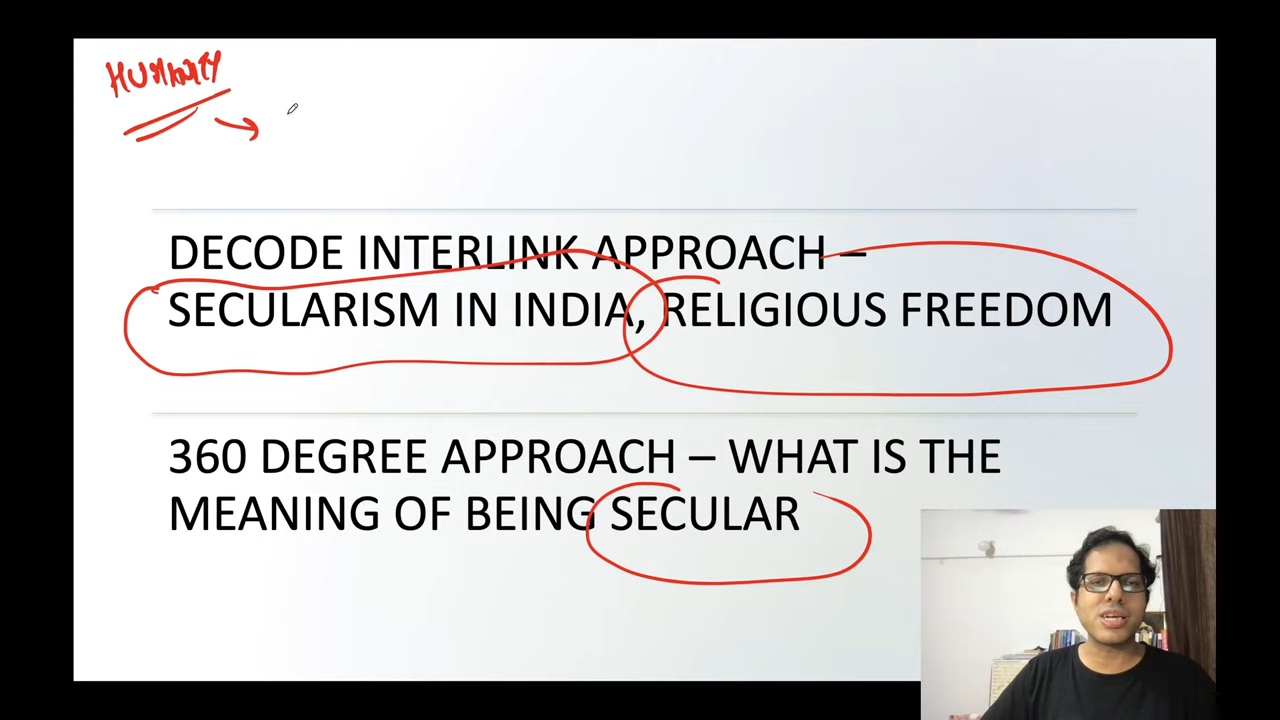 HUMANITY
DECODE INTERLINK APPROACH –
SECULARISM IN INDIA, RELIGIOUS FREEDOM
360 DEGREE APPROACH – WHAT IS THE
MEANING OF BEING SECULAR